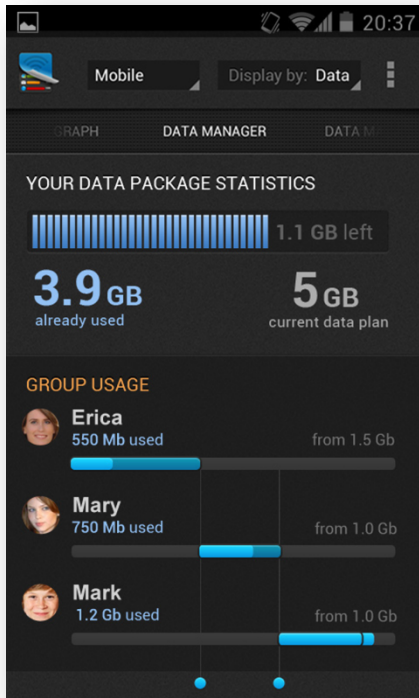 20:37
Mobile
Display by: Data
GRAPH
DATA MANAGER
DATA M
YOUR DATA PACKAGE STATISTICS
1.1 GB left
3.9 GB
already used
5 GB
current data plan
GROUP USAGE
Erica
550 Mb used
from 1.5 Gb
Mary
750 Mb used
from 1.0 Gb
Mark
1.2 Gb used
from 1.0 Gb